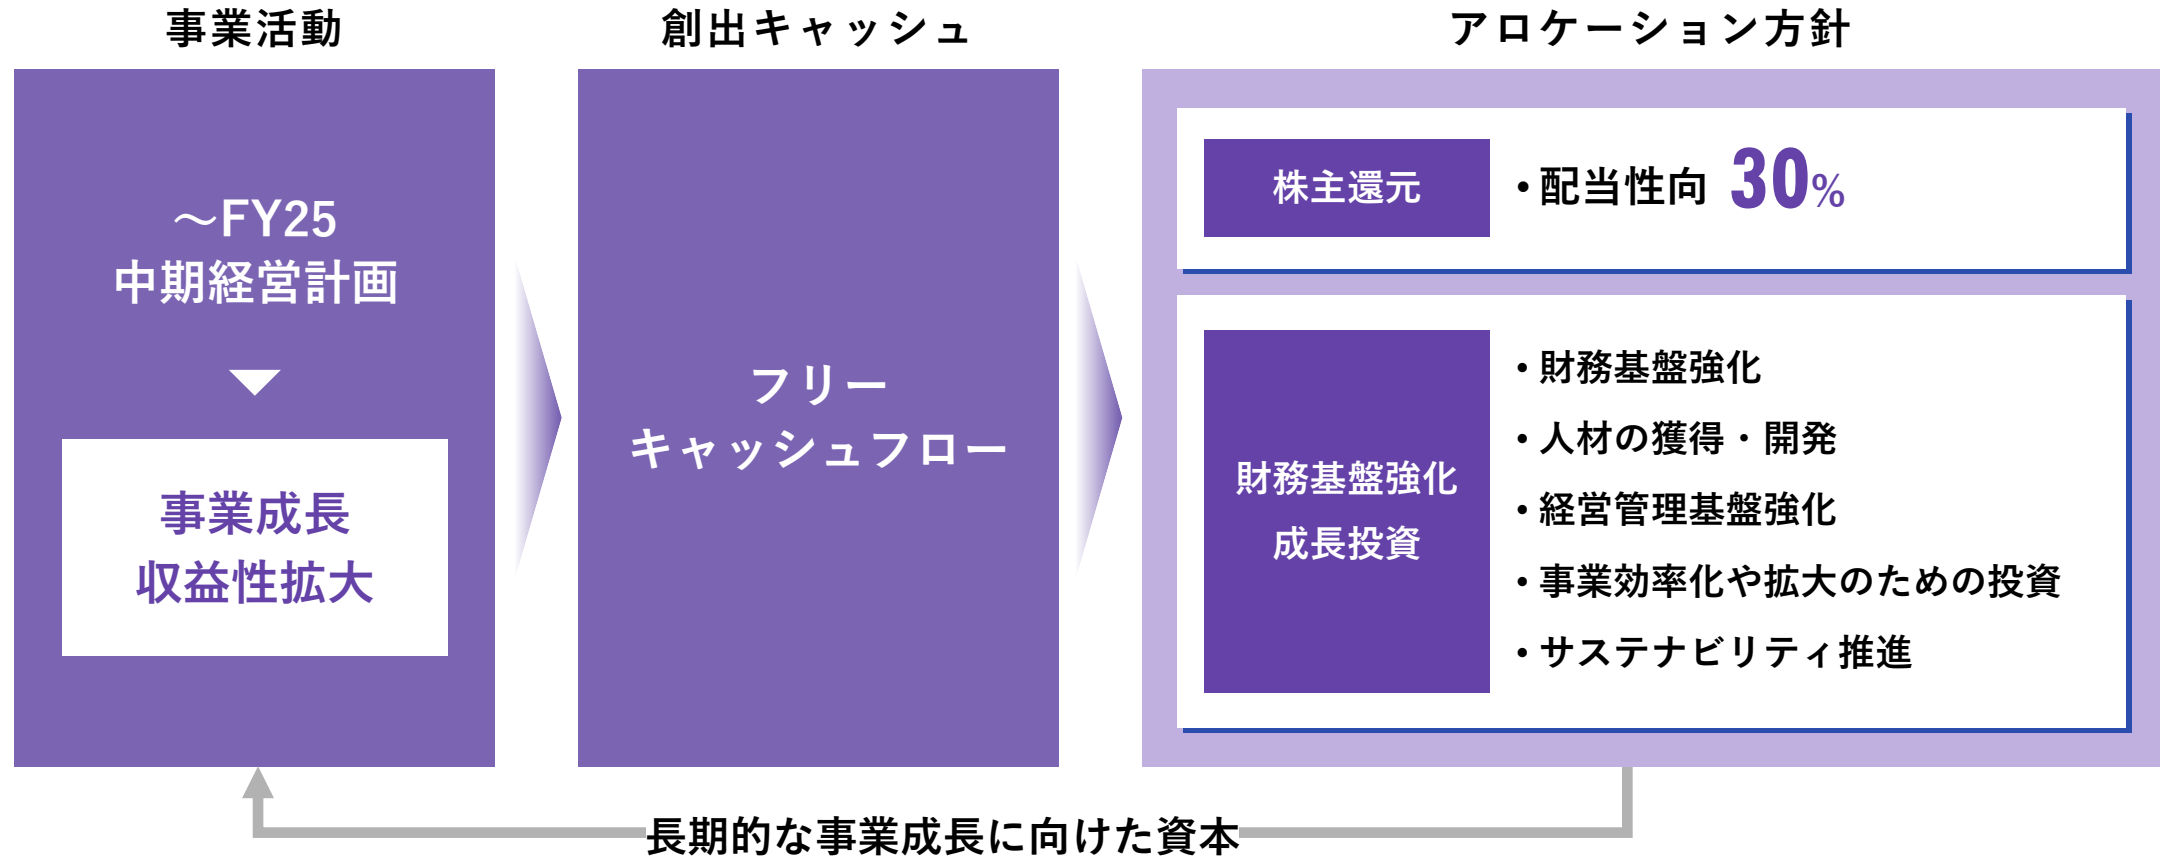 事業活動
～FY25
中期経営計画
事業成長
収益性拡大
創出キャッシュ
フリー
キャッシュフロー
アロケーション方針
株主還元
・配当性向 30%
財務基盤強化
成長投資
・財務基盤強化
・人材の獲得・開発
・経営管理基盤強化
・事業効率化や拡大のための投資
・サステナビリティ推進
長期的な事業成長に向けた資本